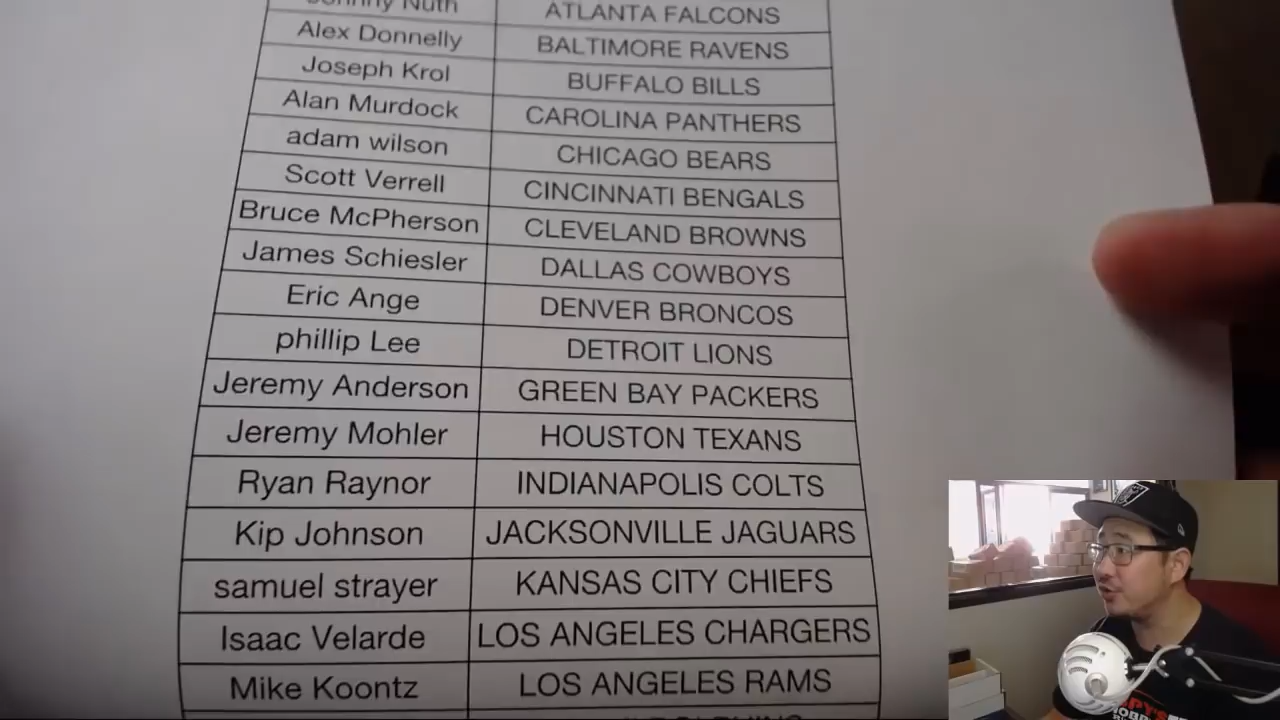 Nuth ATLANTA FALCONS
Alex Donnelly BALTIMORE RAVENS
Joseph Krol BUFFALO BILLS
Alan Murdock CAROLINA PANTHERS
adam wilson CHICAGO BEARS
Scott Verrell CINCINNATI BENGALS
Bruce McPherson CLEVELAND BROWNS
James Schiesler DALLAS COWBOYS
Eric Ange DENVER BRONCOS
phillip Lee DETROIT LIONS
Jeremy Anderson GREEN BAY PACKERS
Jeremy Mohler HOUSTON TEXANS
Ryan Raynor INDIANAPOLIS COLTS
Kip Johnson JACKSONVILLE JAGUARS
samuel strayer KANSAS CITY CHIEFS
Isaac Velarde LOS ANGELES CHARGERS
Mike Koontz LOS ANGELES RAMS